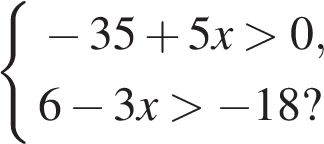 −35 + 5x > 0,
6 − 3x > −18?